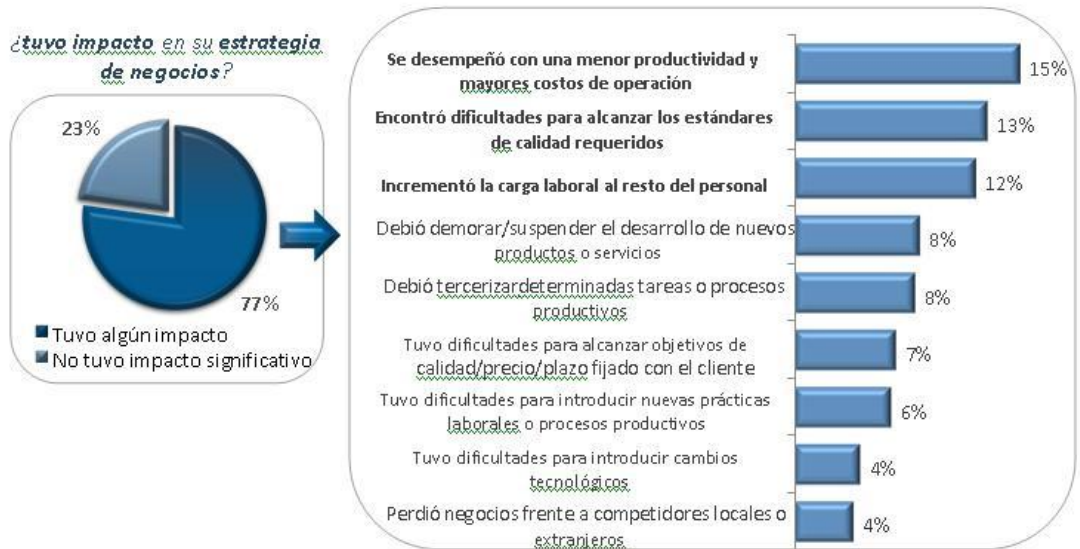 ¿tuvo impacto en su estrategia
de negocios?
23%
77%
Tuvo algún impacto
No tuvo impacto significativo
Se desempeñó con una menor productividad y
mayores costos de operación
15%
Encontró dificultades para alcanzar los estándares
de calidad requeridos
13%
Incrementó la carga laboral al resto del personal
12%
Debió demorar/suspender el desarrollo de nuevos
productos o servicios
8%
Debió tercerizardeterminadas tareas o procesos
productivos
8%
Tuvo dificultades para alcanzar objetivos de
calidad/precio/plazo fijado con el cliente
7%
Tuvo dificultades para introducir nuevas prácticas
laborales o procesos productivos
6%
Tuvo dificultades para introducir cambios
tecnológicos
4%
Perdió negocios frente a competidores locales o
extranjeros
4%